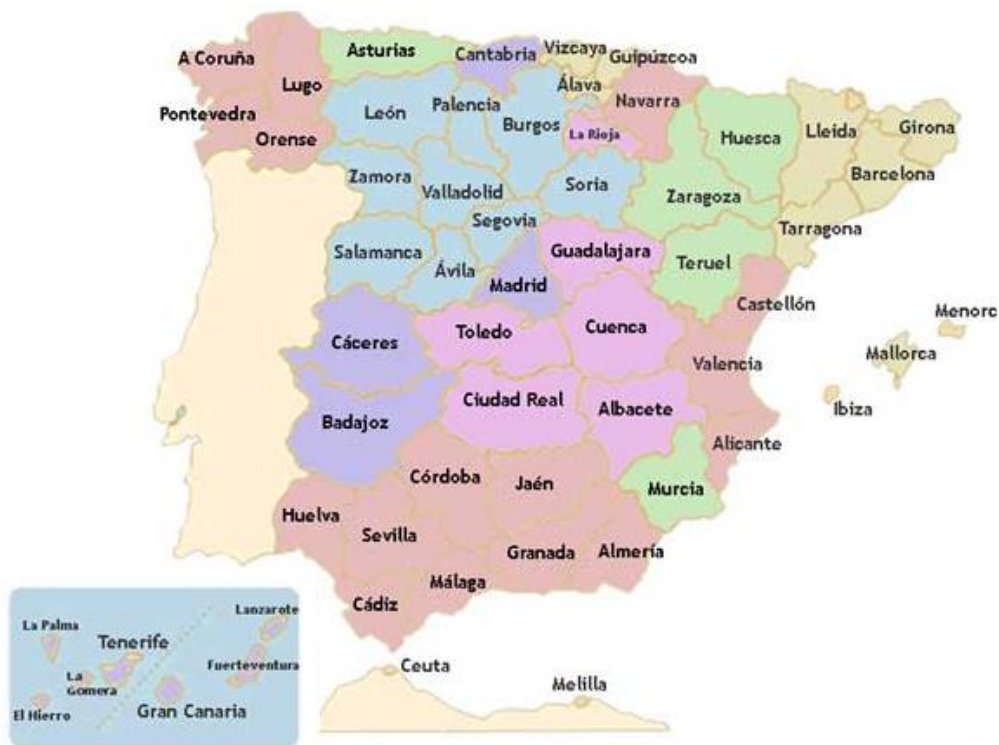 A Coruña
Lugo
Pontevedra
Orense
Asturias
Cantabria
Vizcaya
Guipúzcoa
Álava
Navarra
La Rioja
León
Palencia
Burgos
Zamora
Valladolid
Soria
Segovia
Salamanca
Ávila
Huesca
Zaragoza
Teruel
Lleida
Girona
Barcelona
Tarragona
Madrid
Guadalajara
Toledo
Cuenca
Ciudad Real
Albacete
Cáceres
Badajoz
Castellón
Valencia
Alicante
Menorc
Mallorca
Ibiza
Murcia
Córdoba
Jaén
Huelva
Sevilla
Granada
Almería
Málaga
Cádiz
Ceuta
Melilla
Lanzarote
La Palma
Tenerife
Fuerteventura
La
Gomera
El Hierro
Gran Canaria